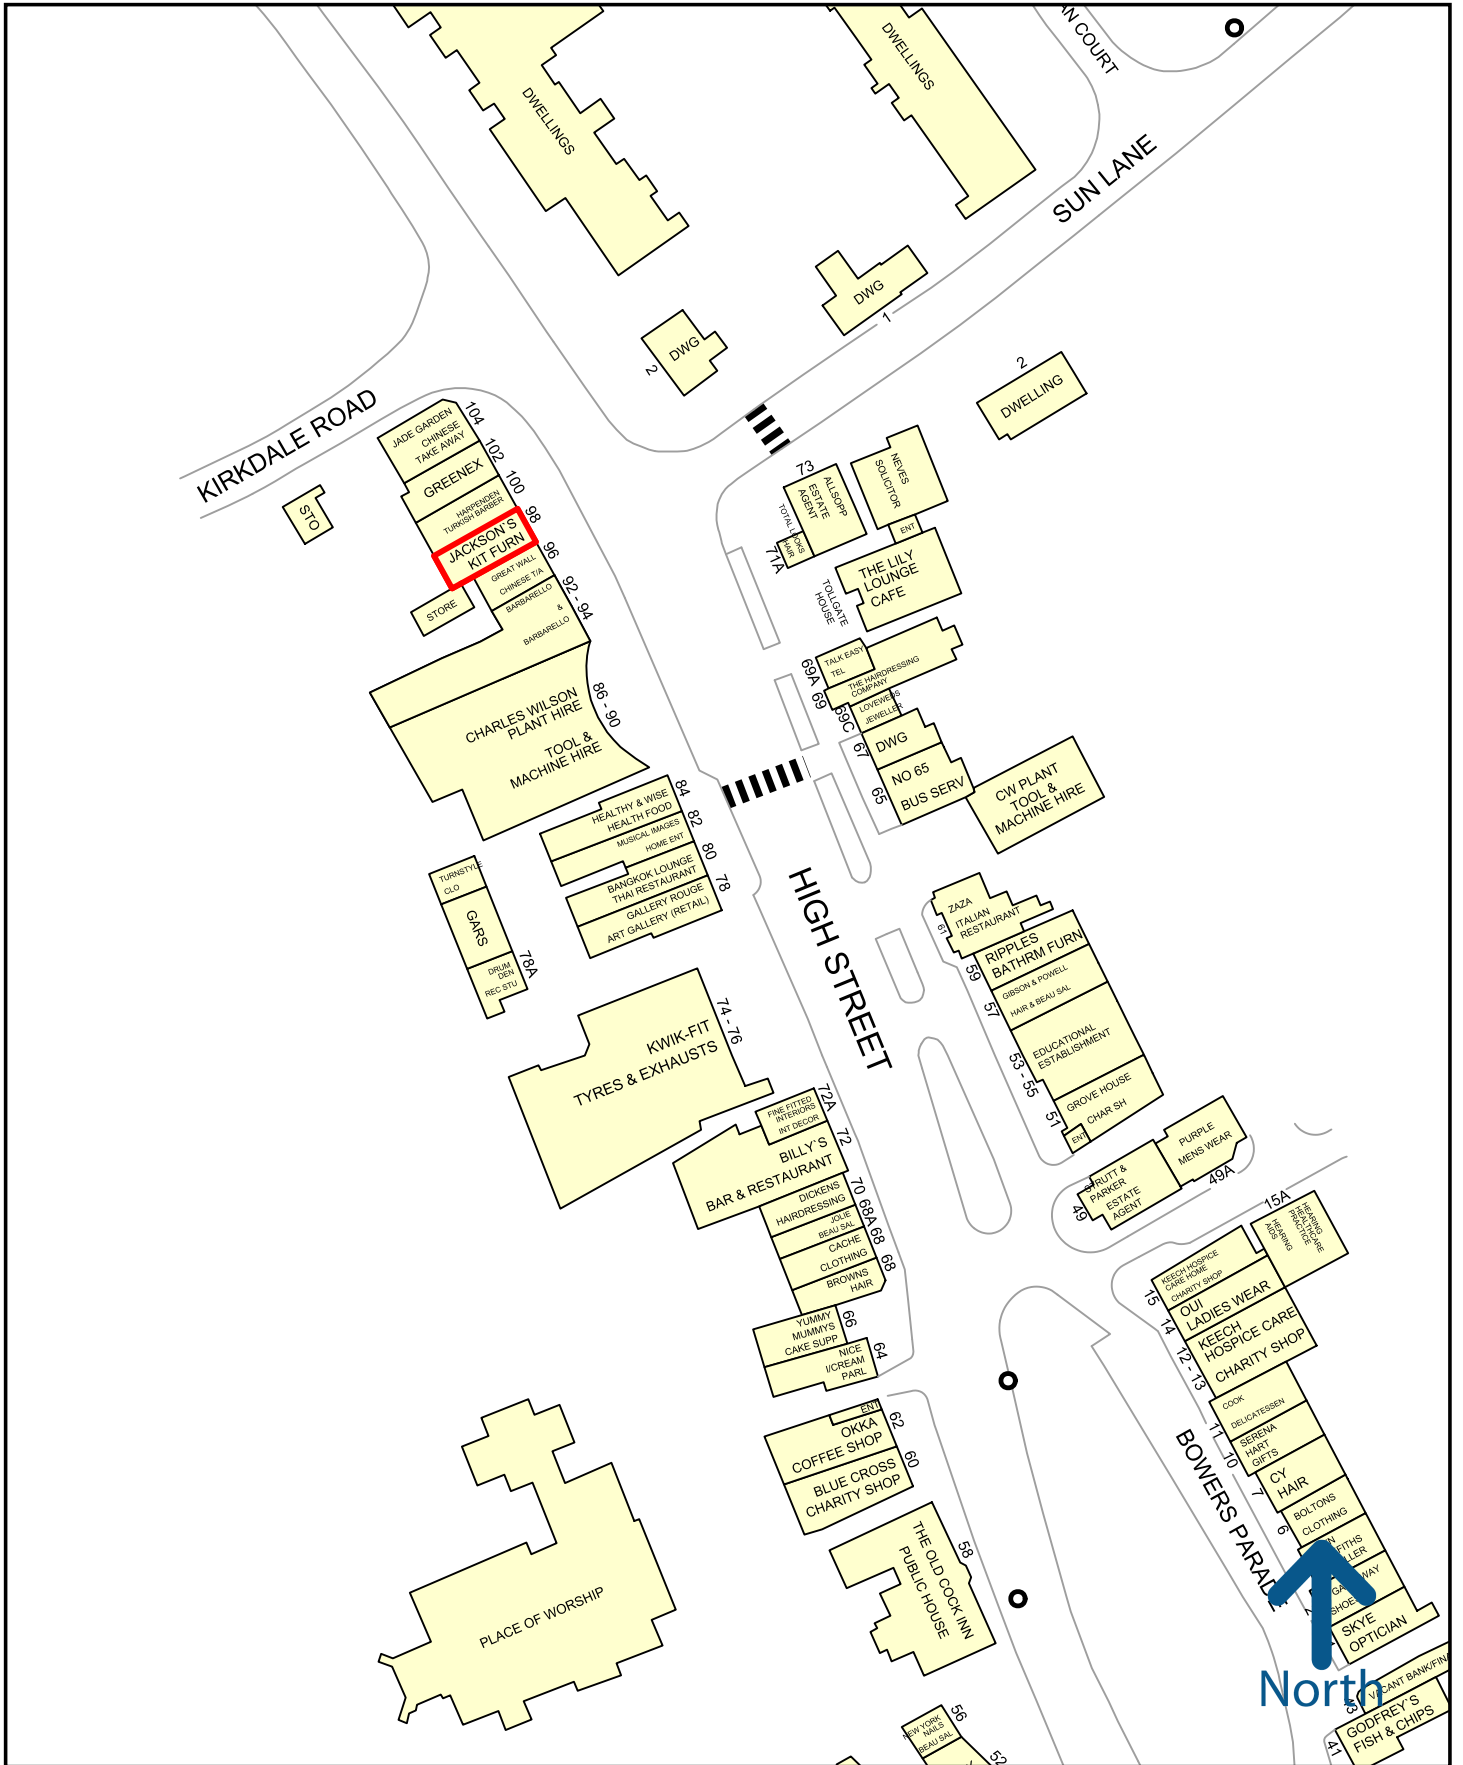 DWELLINGS
DWELLINGS
AN COURT
SUN LANE
DWG
1
DWG
2
2
DWELLING
KIRKDALE ROAD
STO
JADE GARDEN
CHINESE
TAKE AWAY
104
GREENEX
102
HARPENDEN
TURKISH BARBER
100
JACKSON`S
KIT FURN
98
GREAT WALL
CHINESE T/A
96
STORE
BARBARELLO
&
BARBARELLO
92 - 94
CHARLES WILSON
PLANT HIRE
TOOL &
MACHINE HIRE
86 - 90
73
ALLSOPP
ESTATE
AGENT
NEVES
SOLICITOR
ENT
TOTAL LOOKS
HAIR
71A
THE LILY
LOUNGE
CAFE
TOLLGATE
HOUSE
TALK EASY
TEL
69A
THE HAIRDRESSING
COMPANY
69
LOVEWEDS
JEWELLER
69C
DWG
67
NO 65
BUS SERV
65
CW PLANT
TOOL &
MACHINE HIRE
HEALTHY & WISE
HEALTH FOOD
84
MUSICAL IMAGES
HOME ENT
82
BANGKOK LOUNGE
THAI RESTAURANT
80
GALLERY ROUGE
ART GALLERY (RETAIL)
78
TURNSTYLE
CLO
GARS
DRUM
DEN
REC STU
78A
HIGH STREET
ZAZA
ITALIAN
RESTAURANT
61
RIPPLES
BATHRM FURN
59
GIBSON & POWELL
HAIR & BEAU SAL
57
EDUCATIONAL
ESTABLISHMENT
53 - 55
GROVE HOUSE
CHAR SH
51
ENT
KWIK-FIT
TYRES & EXHAUSTS
74 - 76
FINE FITTED
INTERIORS
INT DECOR
72A
BILLY`S
BAR & RESTAURANT
72
DICKENS
HAIRDRESSING
70
JOLIE
BEAU SAL
68A
CACHE
CLOTHING
68
BROWNS
HAIR
68
YUMMY
MUMMYS
CAKE SUPP
66
NICE
I/CREAM
PARL
64
PURPLE
MENS WEAR
49A
STRUTT &
PARKER
ESTATE
AGENT
49
15A
HEARING
HEALTHCARE
PRACTICE
HEARING
AIDS
KEECH HOSPICE
CARE HOME
CHARITY SHOP
15
OUI
LADIES WEAR
14
KEECH
HOSPICE CARE
CHARITY SHOP
12 - 13
COOK
DELICATESSEN
11
SERENA
HART
GIFTS
10
CY
HAIR
7
BOLTONS
CLOTHING
6
SKYE
OPTICIAN
BOWERS PARAD
ENT
OKKA
COFFEE SHOP
62
BLUE CROSS
CHARITY SHOP
60
THE OLD COCK INN
PUBLIC HOUSE
58
PLACE OF WORSHIP
NEW YORK
NAILS
BEAU SAL
56
52
North
VACANT BANK/FINA
GODFREY`S
FISH & CHIPS
41